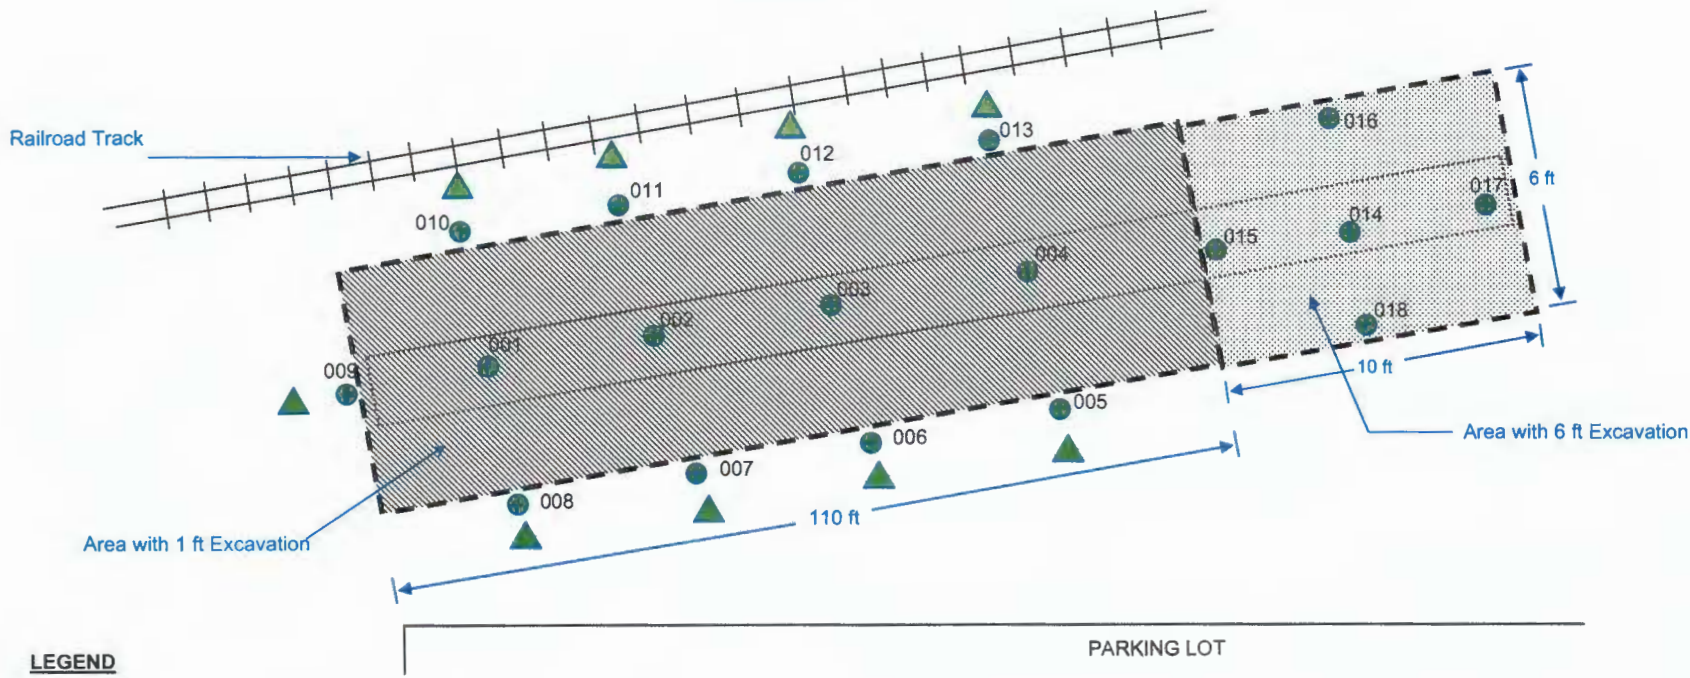 Railroad Track
016
013
012
6 ft
017
011
010
014
015
004
003
002
018
001
009
10 ft
005
006
Area with 6 ft Excavation
007
008
110 ft
Area with 1 ft Excavation
PARKING LOT
LEGEND